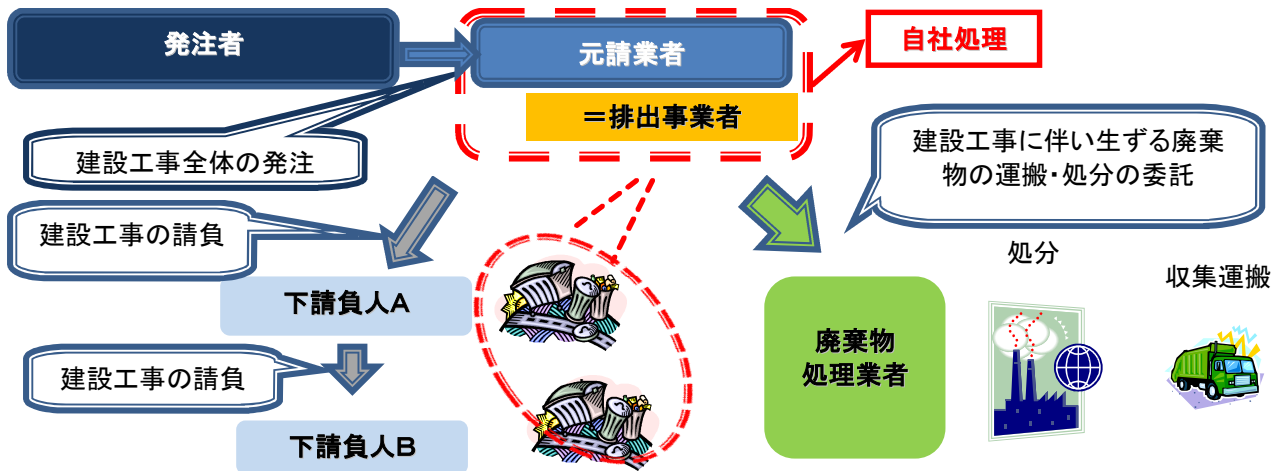 発注者
元請業者
自社処理
＝排出事業者
建設工事全体の発注
建設工事に伴い生ずる廃棄
物の運搬・処分の委託
建設工事の請負
処分
収集運搬
下請負人A
廃棄物
処理業者
建設工事の請負
下請負人B